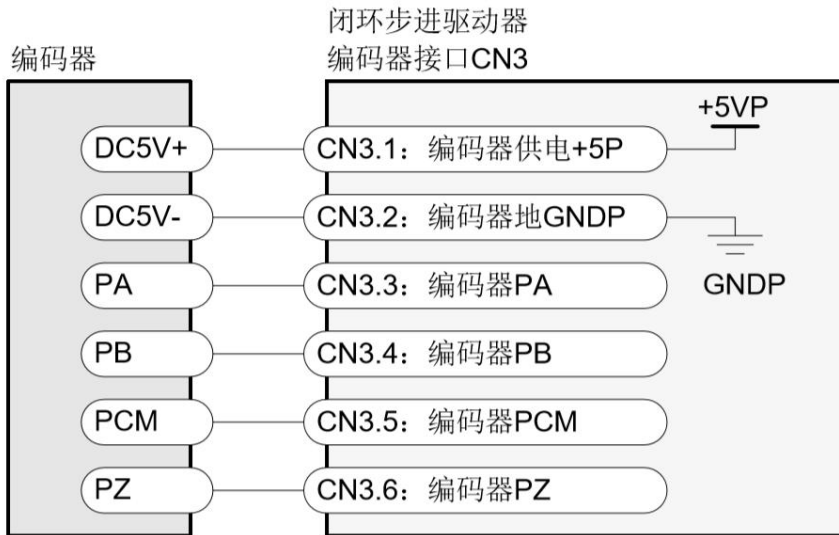 闭环步进驱动器
编码器
编码器接口CN3
+5VP
DC5V+
CN3.1：编码器供电+5P
DC5V-
CN3.2：编码器地GNDP
PA
CN3.3：编码器PA
GNDP
PB
CN3.4：编码器PB
PCM
CN3.5：编码器PCM
PZ
CN3.6：编码器PZ